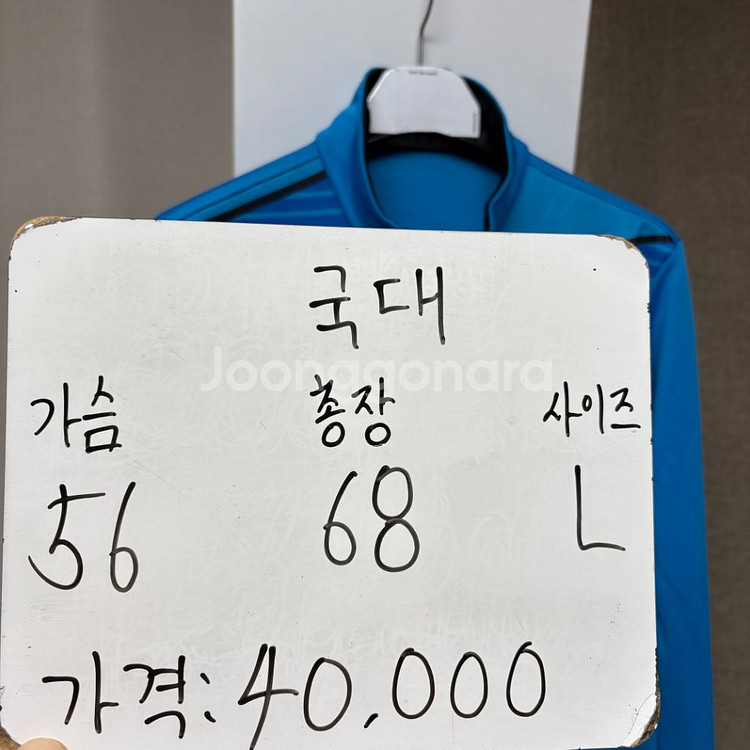 국대
Joonggonara
가슴 총장 사이즈
56 68 L
가격: 40,000